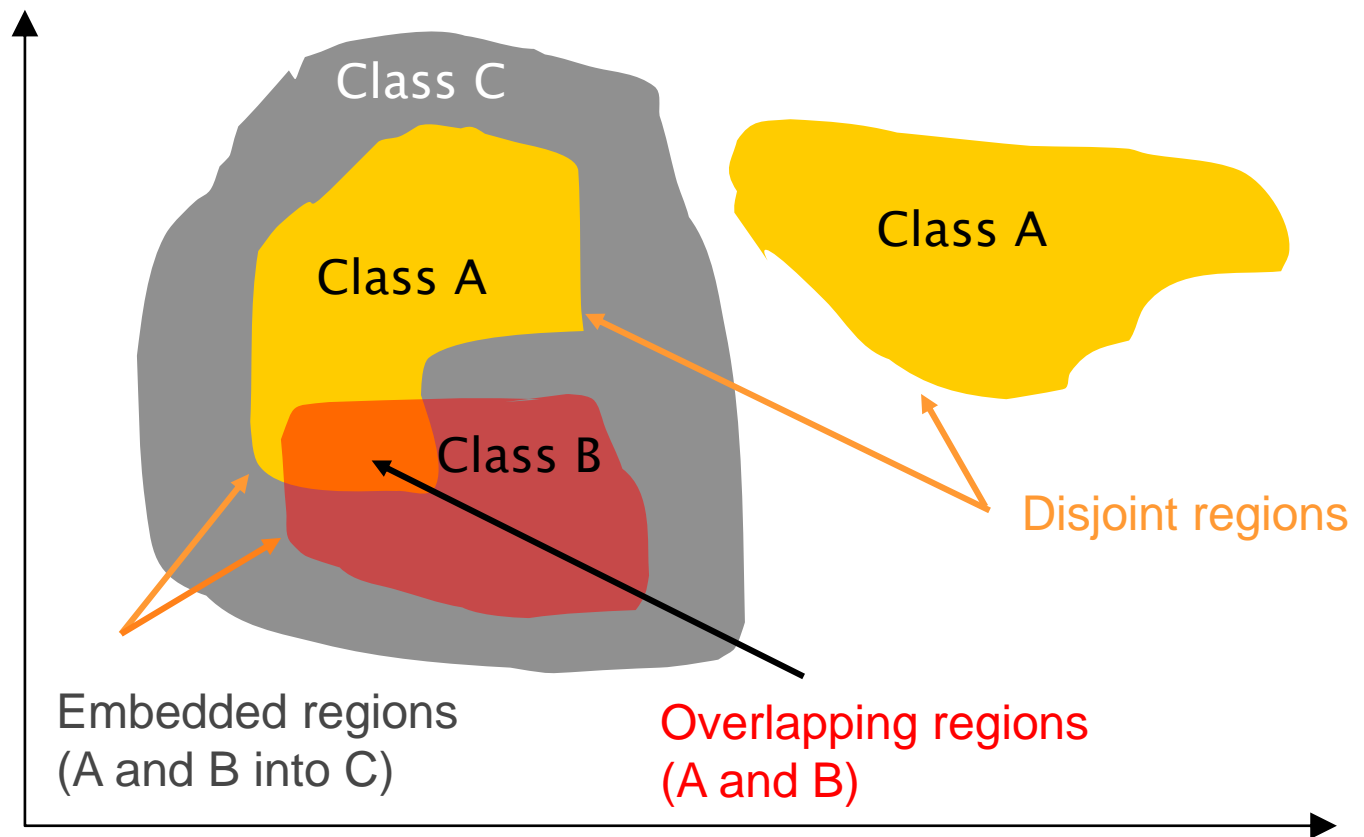 Class C
Class A
Class A
Class B
Disjoint regions
Embedded regions
(A and B into C)
Overlapping regions
(A and B)